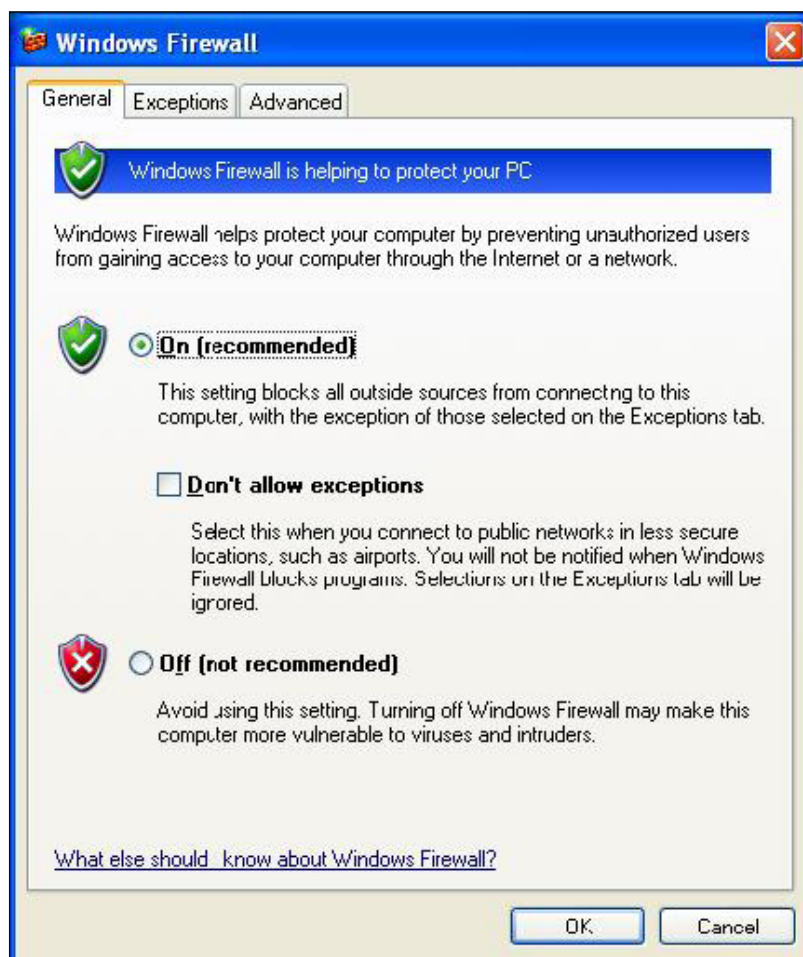 Windows Firewall
General
Exceptions
Advanced
Windows Firewall is helping to protect your PC
Windows Firewall helps protect your computer by preventing unauthorized users
from gaining access to your computer through the Internet or a network.
On (recommended)
This setting blocks all outside sources from connecting to this
computer, with the exception of those selected on the Exceptions tab.
Don't allow exceptions
Select this when you connect to public networks in less secure
locations, such as airports. You will not be notified when Windows
Firewall blocks programs. Selections on the Exceptions tab will be
ignored.
Off (not recommended)
Avoid using this setting. Turning off Windows Firewall may make this
computer more vulnerable to viruses and intruders.
What else should I know about Windows Firewall?
OK
Cancel